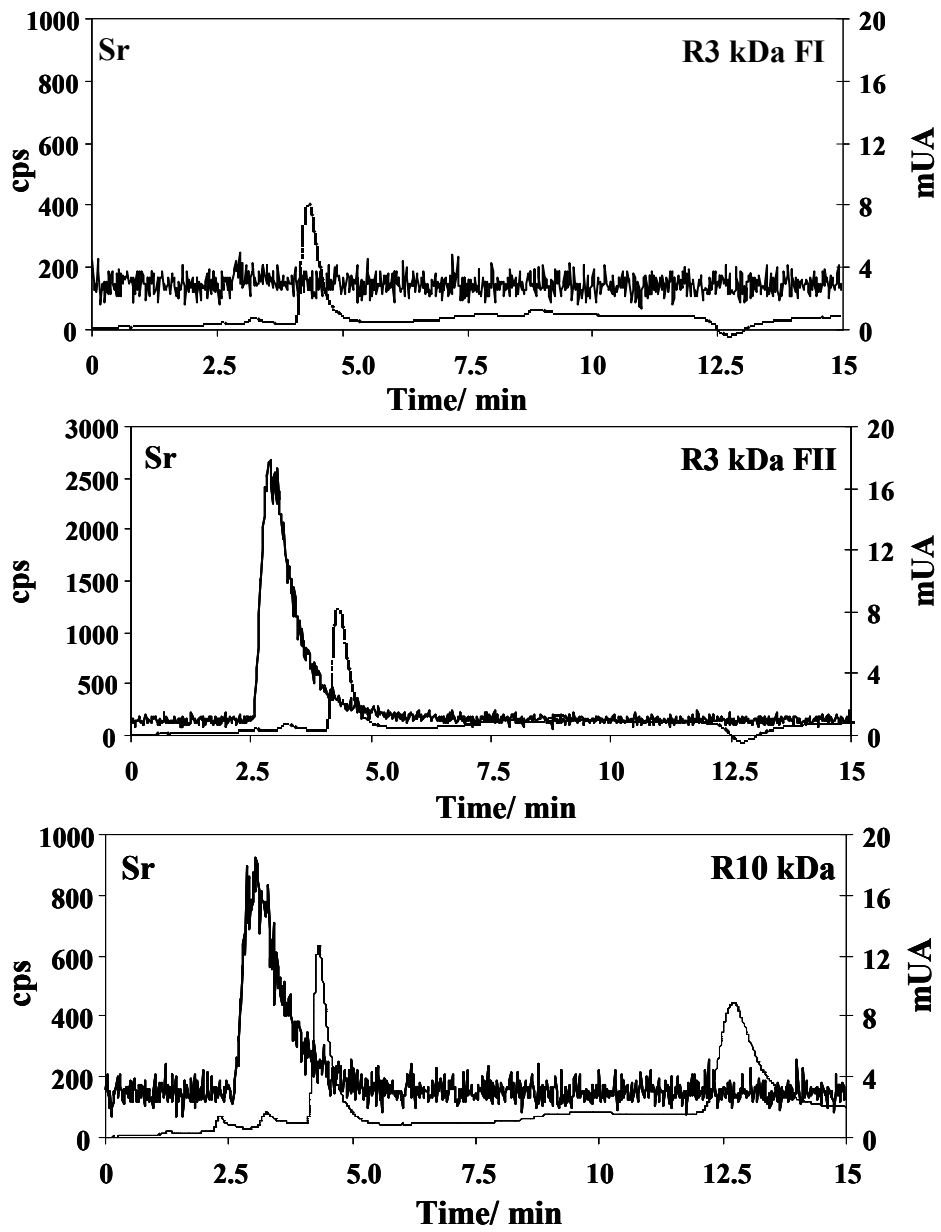 1000 20
Sr R3 kDa FI
800 16
600 12
cps mUA
400 8
200 4
0 0
0 2.5 5.0 7.5 10 12.5 15
Time/ min
3000 20
Sr R3 kDa FII
2500 16
2000 12
1500
cps mUA
1000 8
500 4
0 0
0 2.5 5.0 7.5 10 12.5 15
Time/ min
1000 20
Sr R10 kDa
800 16
600 12
cps mUA
400 8
200 4
0 0
0 2.5 5.0 7.5 10 12.5 15
Time/ min